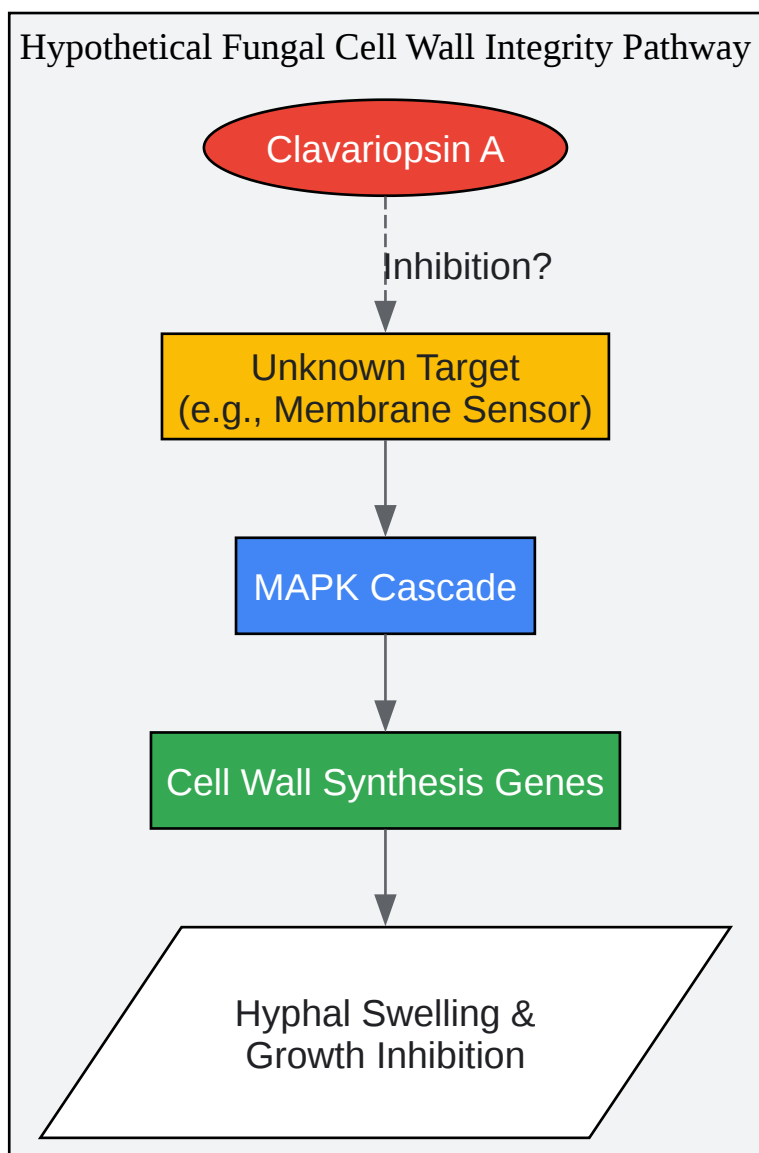 Hypothetical Fungal Cell Wall Integrity Pathway
Clavariopsin A
Inhibition?
Unknown Target
(e.g., Membrane Sensor)
MAPK Cascade
Cell Wall Synthesis Genes
Hyphal Swelling &
Growth Inhibition